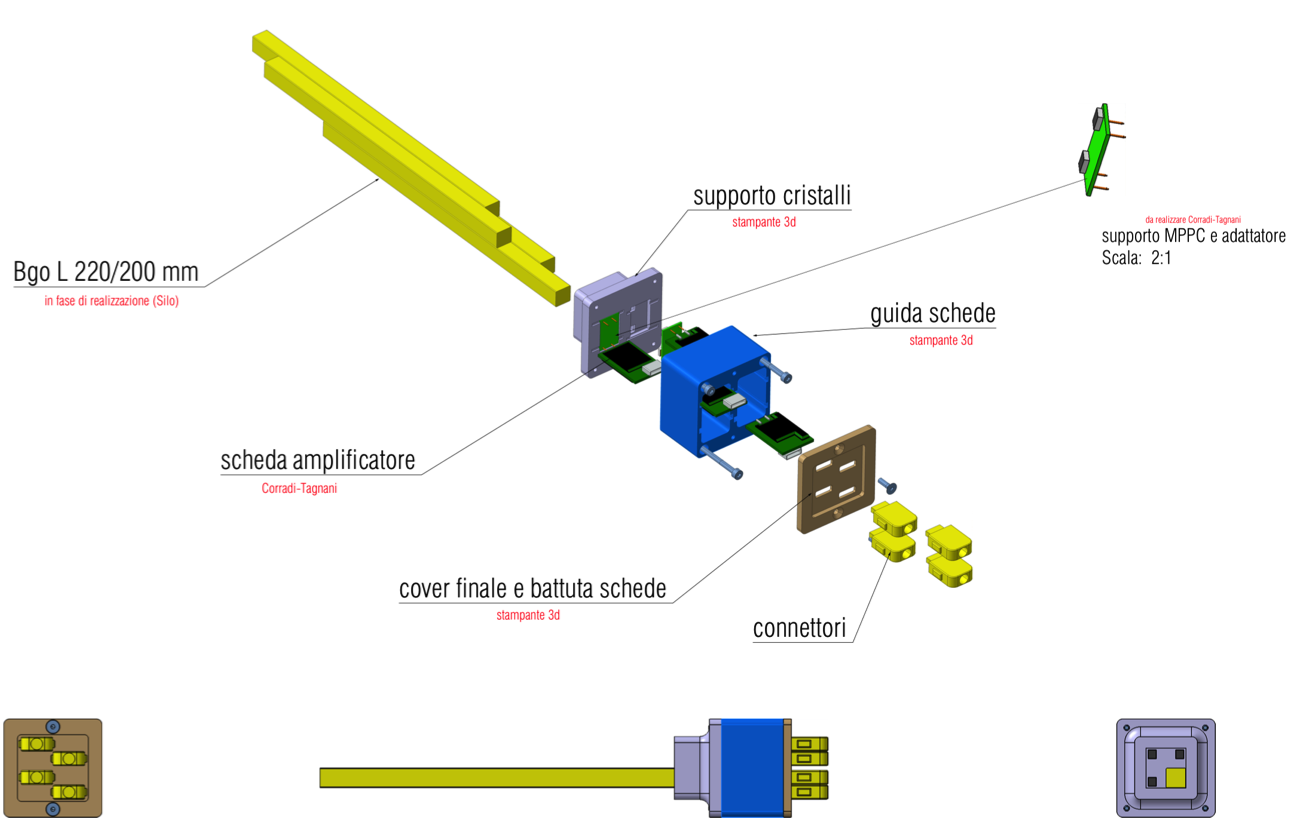 supporto cristalli
stampante 3d
da realizzare Corradi-Tagnani
supporto MPPC e adattatore
Scala: 2:1
Bgo L 220/200 mm
in fase di realizzazione (Silo)
guida schede
stampante 3d
scheda amplificatore
Corradi-Tagnani
cover finale e battuta schede
stampante 3d
connettori